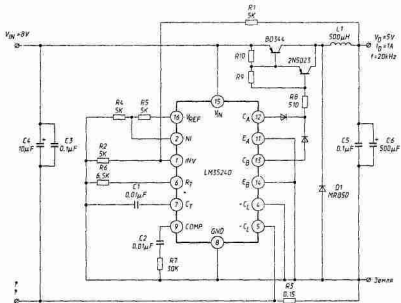 R1
5K
BD344
L1
500μH
V_IN = 8V
V_O = 5V
I_O = 1A
f = 20kHz
R10
2N5023
R9
R8
510
R4
5K
R5
5K
16
V_REF
15
V_IN
E_A
12
2
NI
E_A
11
R2
5K
1
INV
C_B
13
R6
6,5K
6
R_T
LM3524D
E_B
14
C1
0,01μF
7
C_T
-C_L
4
9
COMP
GND
8
-C_L
5
C4
10μF
C3
0,1μF
C5
0,1μF
C6
500μF
D1
MR850
C2
0,01μF
R7
30K
R3
0,15
Земля